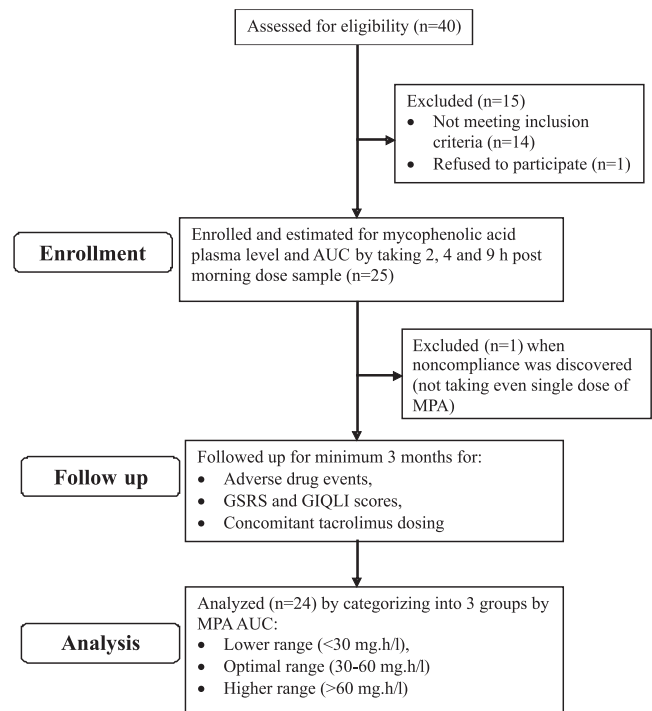 Assessed for eligibility (n=40)
Excluded (n=15)
• Not meeting inclusion
criteria (n=14)
• Refused to participate (n=1)
Enrollment
Enrolled and estimated for mycophenolic acid
plasma level and AUC by taking 2, 4 and 9 h post
morning dose sample (n=25)
Excluded (n=1) when
noncompliance was discovered
(not taking even single dose of
MPA)
Follow up
Followed up for minimum 3 months for:
• Adverse drug events,
• GSRS and GIQLI scores,
• Concomitant tacrolimus dosing
Analysis
Analyzed (n=24) by categorizing into 3 groups by
MPA AUC:
• Lower range (<30 mg.h/l),
• Optimal range (30-60 mg.h/l)
• Higher range (>60 mg.h/l)